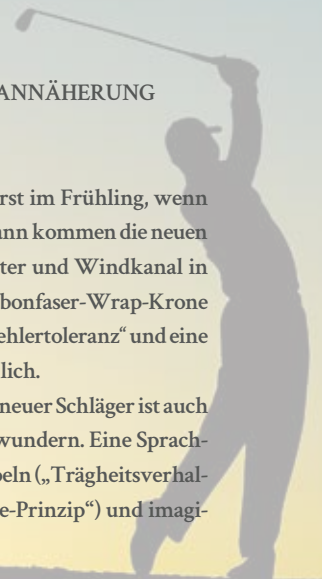 ANNÄHERUNG
rst im Frühling, wenn
ann kommen die neuen
ter und Windkanal in
bonfaser-Wrap-Krone
ehlertoleranz“ und eine
lich.
neuer Schläger ist auch
wundern. Eine Sprach-
eln („Trägheitsverhal-
e-Prinzip“) und imagi-